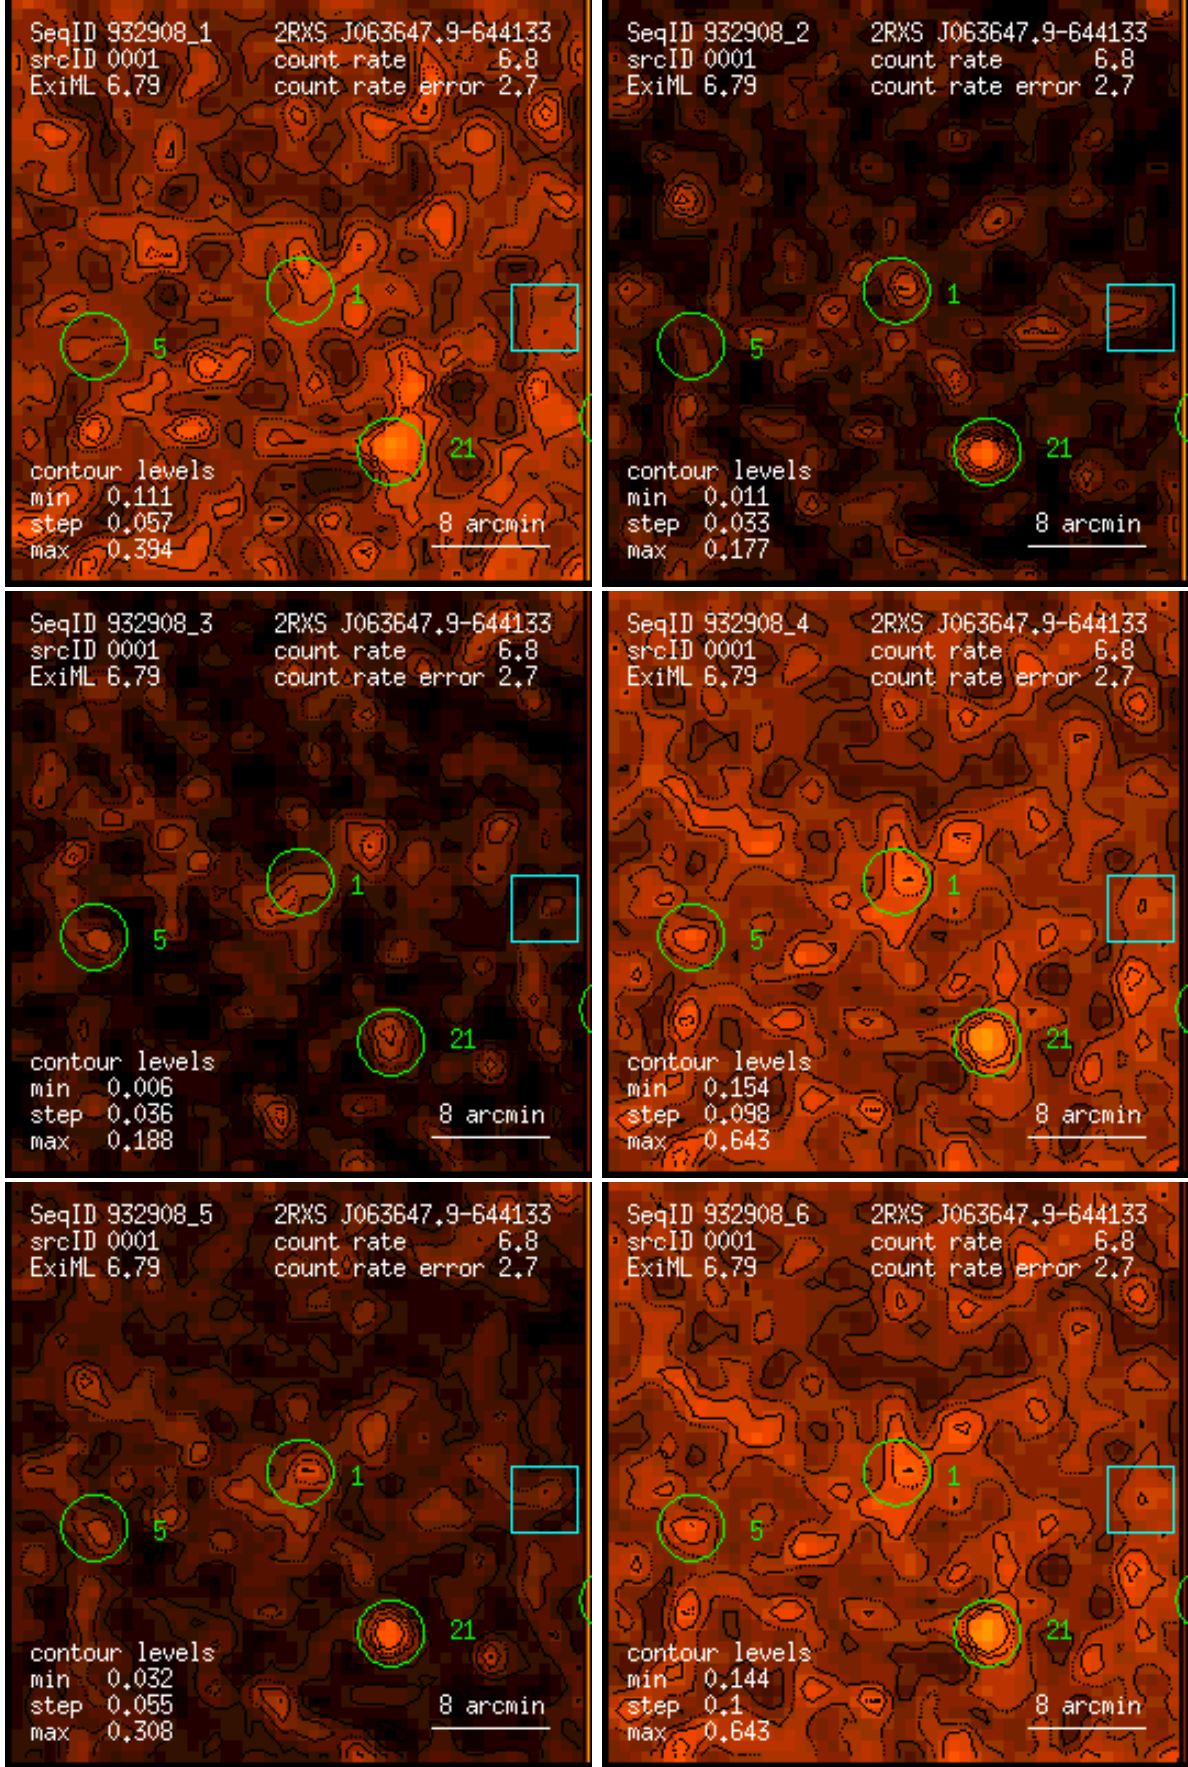 SeqID 932908_1 2RXS J063647.9-644133
srcID 0001 count rate 6.8
ExiML 6.79 count rate error 2.7
1
5
21
contour levels
min 0.111
step 0.057
max 0.394
8 arcmin
SeqID 932908_2 2RXS J063647.9-644133
srcID 0001 count rate 6.8
ExiML 6.79 count rate error 2.7
1
5
21
contour levels
min 0.011
step 0.033
max 0.177
8 arcmin
SeqID 932908_3 2RXS J063647.9-644133
srcID 0001 count rate 6.8
ExiML 6.79 count rate error 2.7
1
5
21
contour levels
min 0.006
step 0.036
max 0.188
8 arcmin
SeqID 932908_4 2RXS J063647.9-644133
srcID 0001 count rate 6.8
ExiML 6.79 count rate error 2.7
1
5
21
contour levels
min 0.154
step 0.098
max 0.643
8 arcmin
SeqID 932908_5 2RXS J063647.9-644133
srcID 0001 count rate 6.8
ExiML 6.79 count rate error 2.7
1
5
21
contour levels
min 0.032
step 0.055
max 0.308
8 arcmin
SeqID 932908_6 2RXS J063647.9-644133
srcID 0001 count rate 6.8
ExiML 6.79 count rate error 2.7
1
5
21
contour levels
min 0.144
step 0.1
max 0.643
8 arcmin